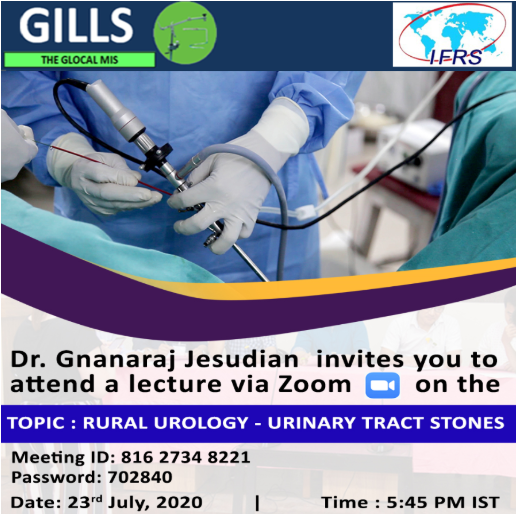 GILLS
THE GLOCAL MIS
IFRS
Dr. Gnanaraj Jesudian invites you to
attend a lecture via Zoom on the
TOPIC : RURAL UROLOGY - URINARY TRACT STONES
Meeting ID: 816 2734 8221
Password: 702840
Date: 23rd July, 2020 | Time : 5:45 PM IST